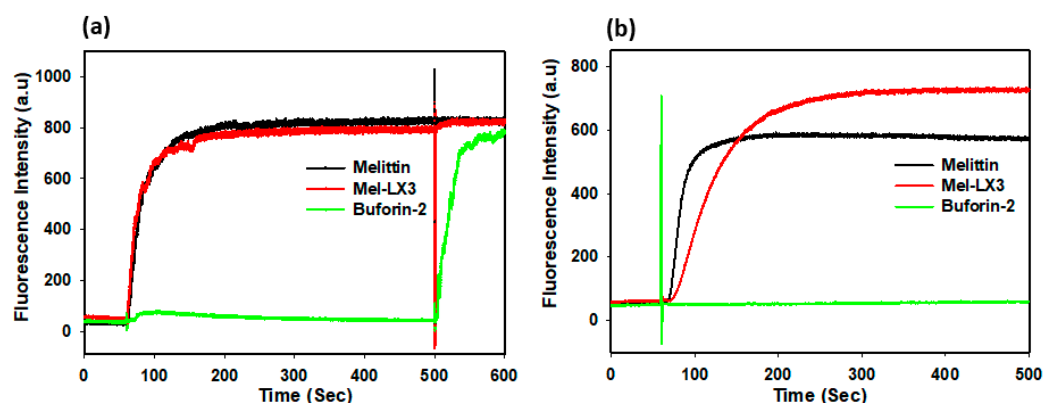 (a)
Fluorescence Intensity (a.u)
1000
800
600
400
200
0
Melittin
Mel-LX3
Buforin-2
0 100 200 300 400 500 600
Time (Sec)
(b)
Fluorescence Intensity (a.u)
800
600
400
200
0
Melittin
Mel-LX3
Buforin-2
0 100 200 300 400 500
Time (Sec)